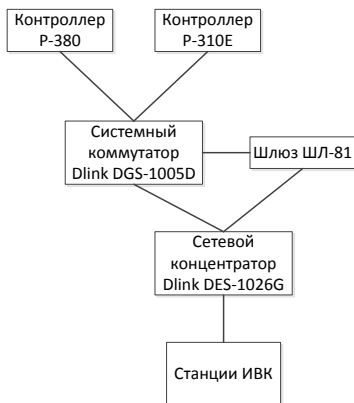 Контроллер
Р-380
Контроллер
Р-310Е
Системный
коммутатор
Dlink DGS-1005D
Шлюз ШЛ-81
Сетевой
концентратор
Dlink DES-1026G
Станции ИВК